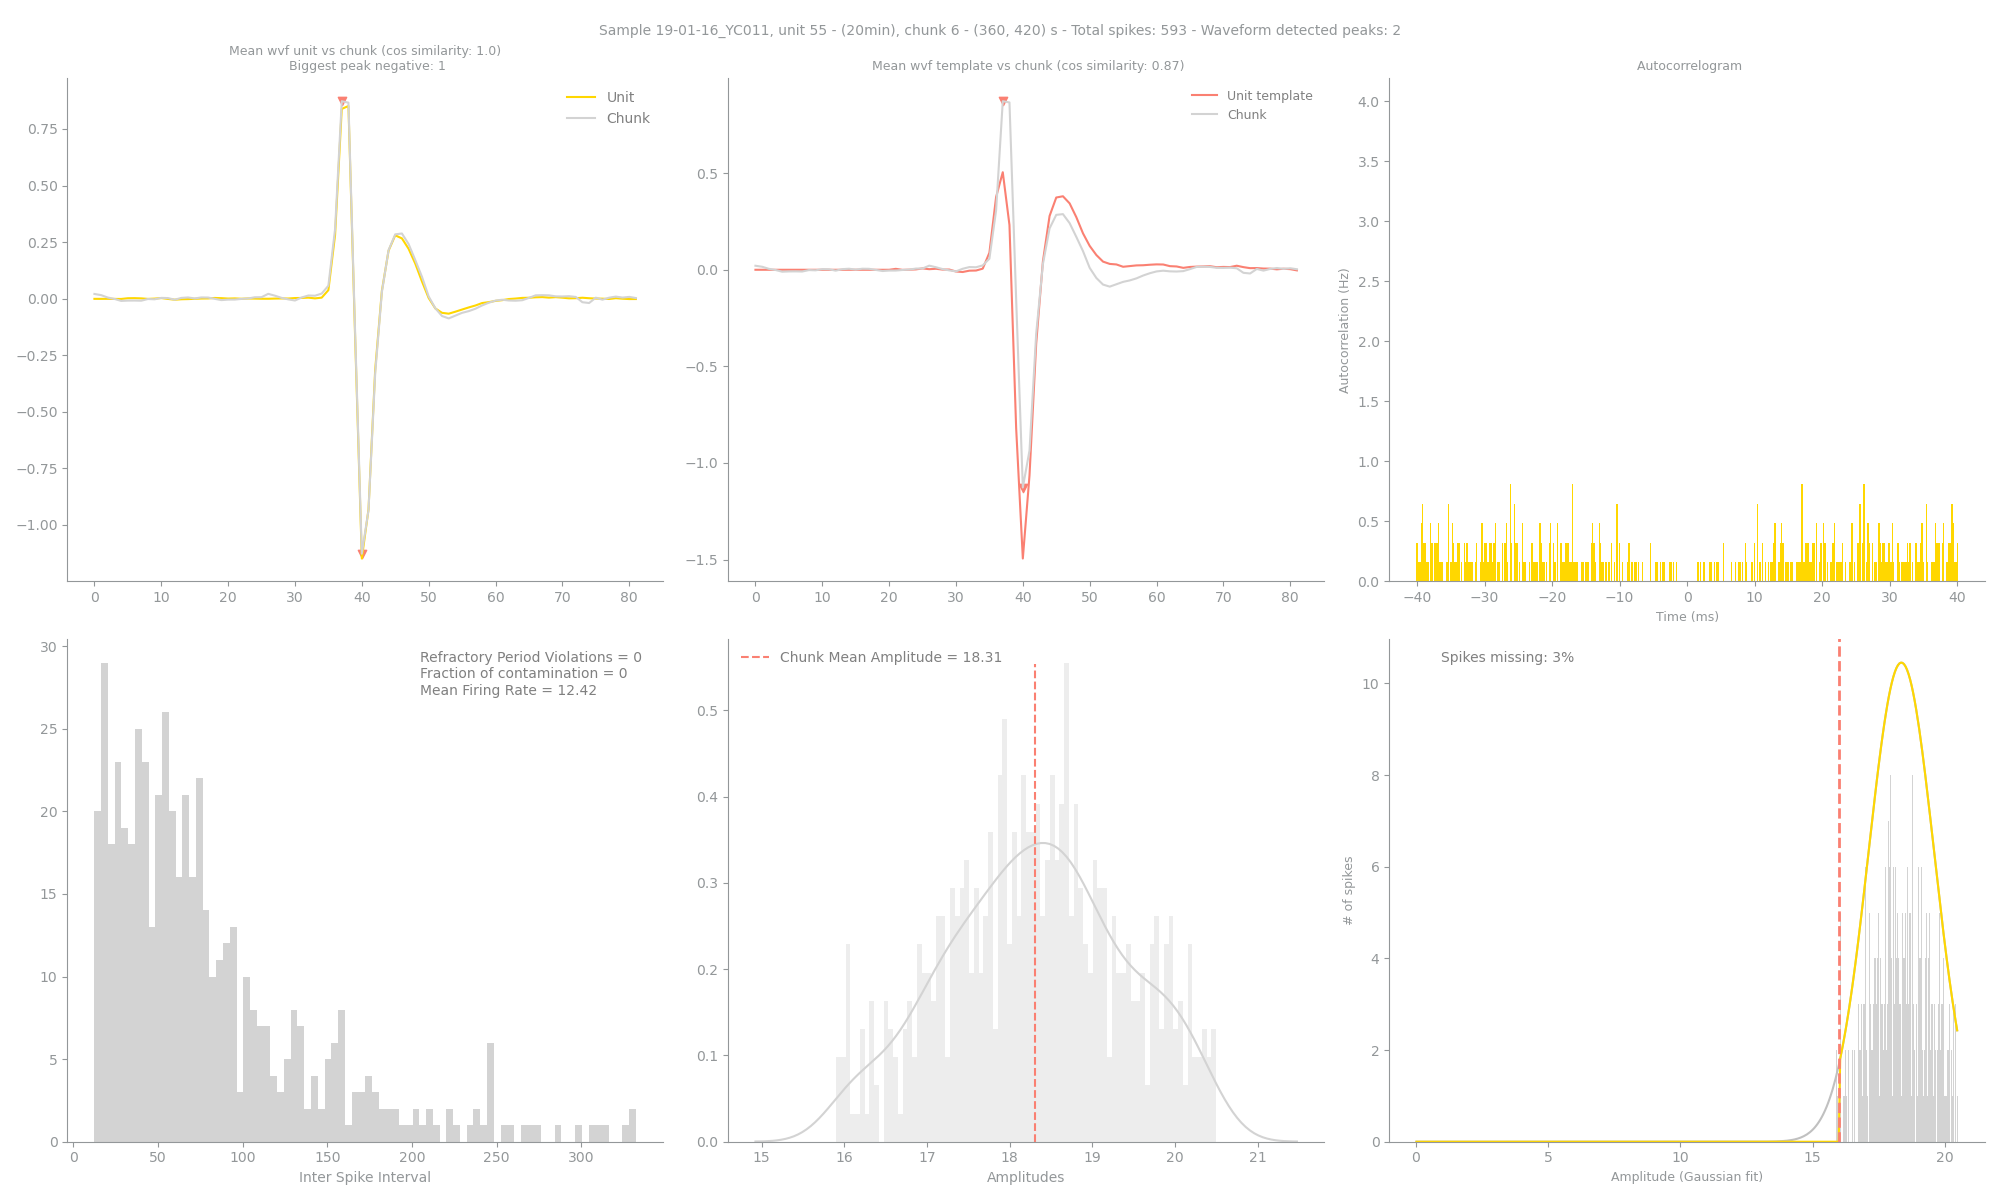 Sample 19-01-16_YC011, unit 55 - (20min), chunk 6 - (360, 420) s - Total spikes: 593 - Waveform detected peaks: 2
Mean wvf unit vs chunk (cos similarity: 1.0)
Biggest peak negative: 1
Unit
Chunk
0.75
0.50
0.25
0.00
−0.25
−0.50
−0.75
−1.00
0 10 20 30 40 50 60 70 80
Mean wvf template vs chunk (cos similarity: 0.87)
Unit template
Chunk
0.5
0.0
−0.5
−1.0
−1.5
0 10 20 30 40 50 60 70 80
Autocorrelogram
Autocorrelation (Hz)
4.0
3.5
3.0
2.5
2.0
1.5
1.0
0.5
0.0
−40 −30 −20 −10 0 10 20 30 40
Time (ms)
Refractory Period Violations = 0
Fraction of contamination = 0
Mean Firing Rate = 12.42
30
25
20
15
10
5
0
0 50 100 150 200 250 300
Inter Spike Interval
Chunk Mean Amplitude = 18.31
0.5
0.4
0.3
0.2
0.1
0.0
15 16 17 18 19 20 21
Amplitudes
Spikes missing: 3%
# of spikes
10
8
6
4
2
0
0 5 10 15 20
Amplitude (Gaussian fit)